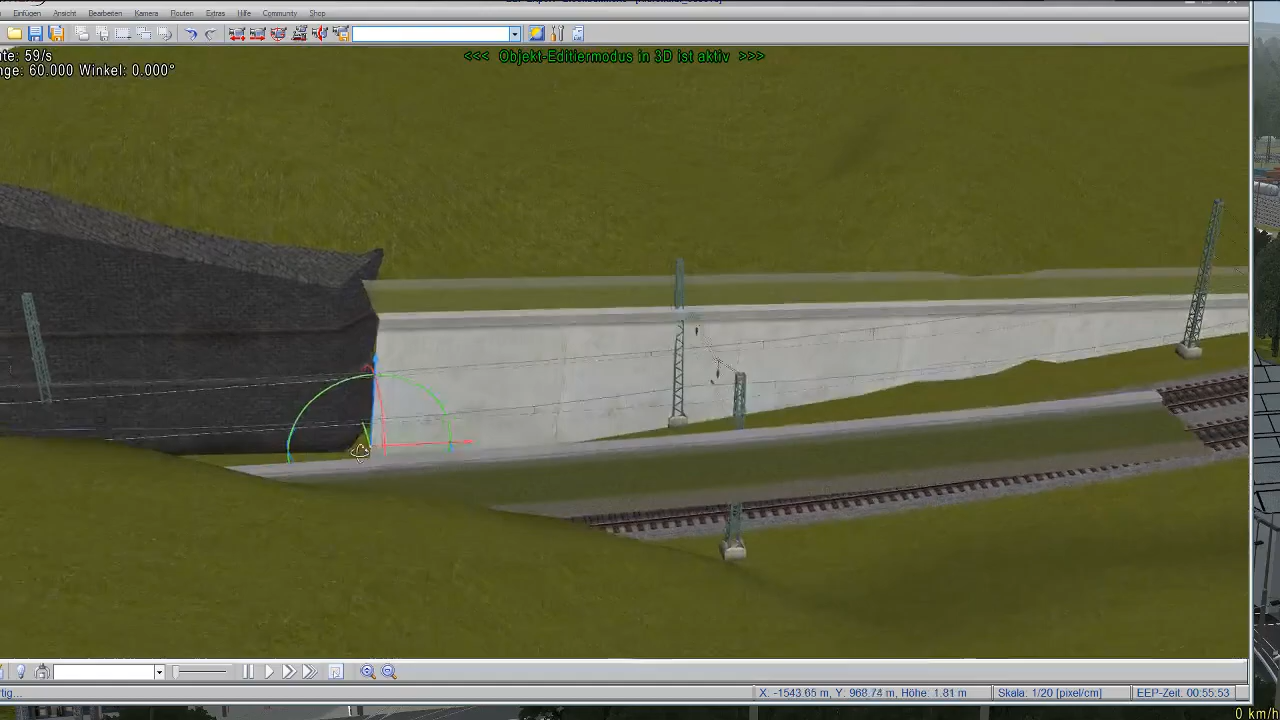 Einfügen Ansicht Bearbeiten Kamera Routen Extras Hilfe Community Shop
te: 59/s
nge: 60.000 Winkel: 0.000°
<<< Objekt-Editiermodus in 3D ist aktiv >>>
rtig...
X: -1543.65 m, Y: 968.74 m, Höhe: 1.81 m
Skala: 1/20 [pixel/cm]
EEP-Zeit. 00:55:53
0 km/h